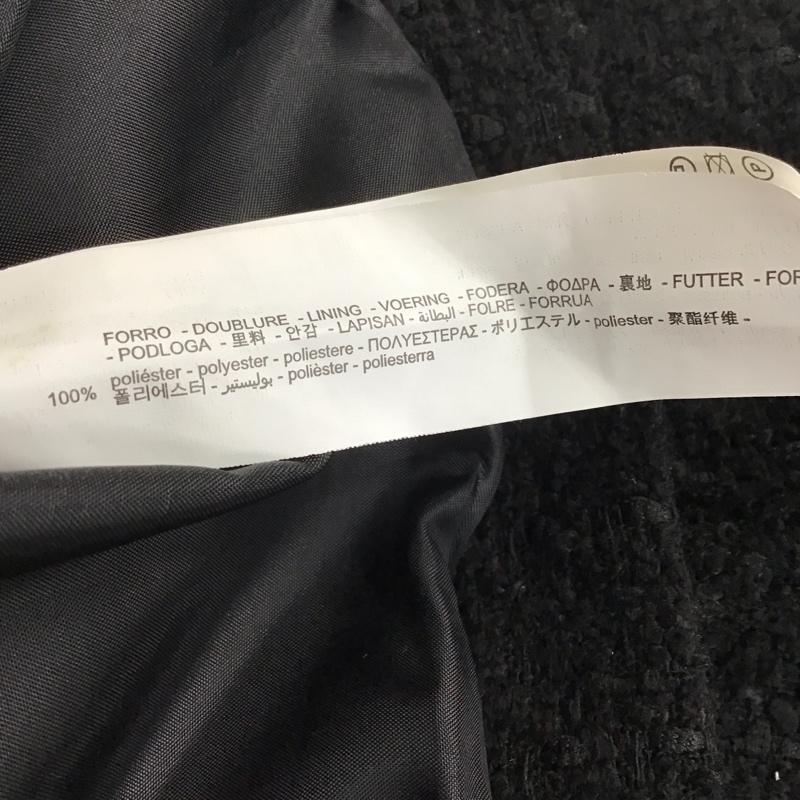 FORRO - DOUBLURE - LINING - VOERING - FODERA - ΦΟΔΡΑ - 裏地 - FUTTER - FOR
- PODLOGA - 里料 - 안감 - LAPISAN - البطانة - FOLRE - FORRUA
100% poliéster - polyester - poliestere - ΠΟΛΥΕΣΤΕΡΑΣ - ポリエステル - poliester - 聚酯纤维 -
폴리에스터 - بوليستير - polièster - poliesterra